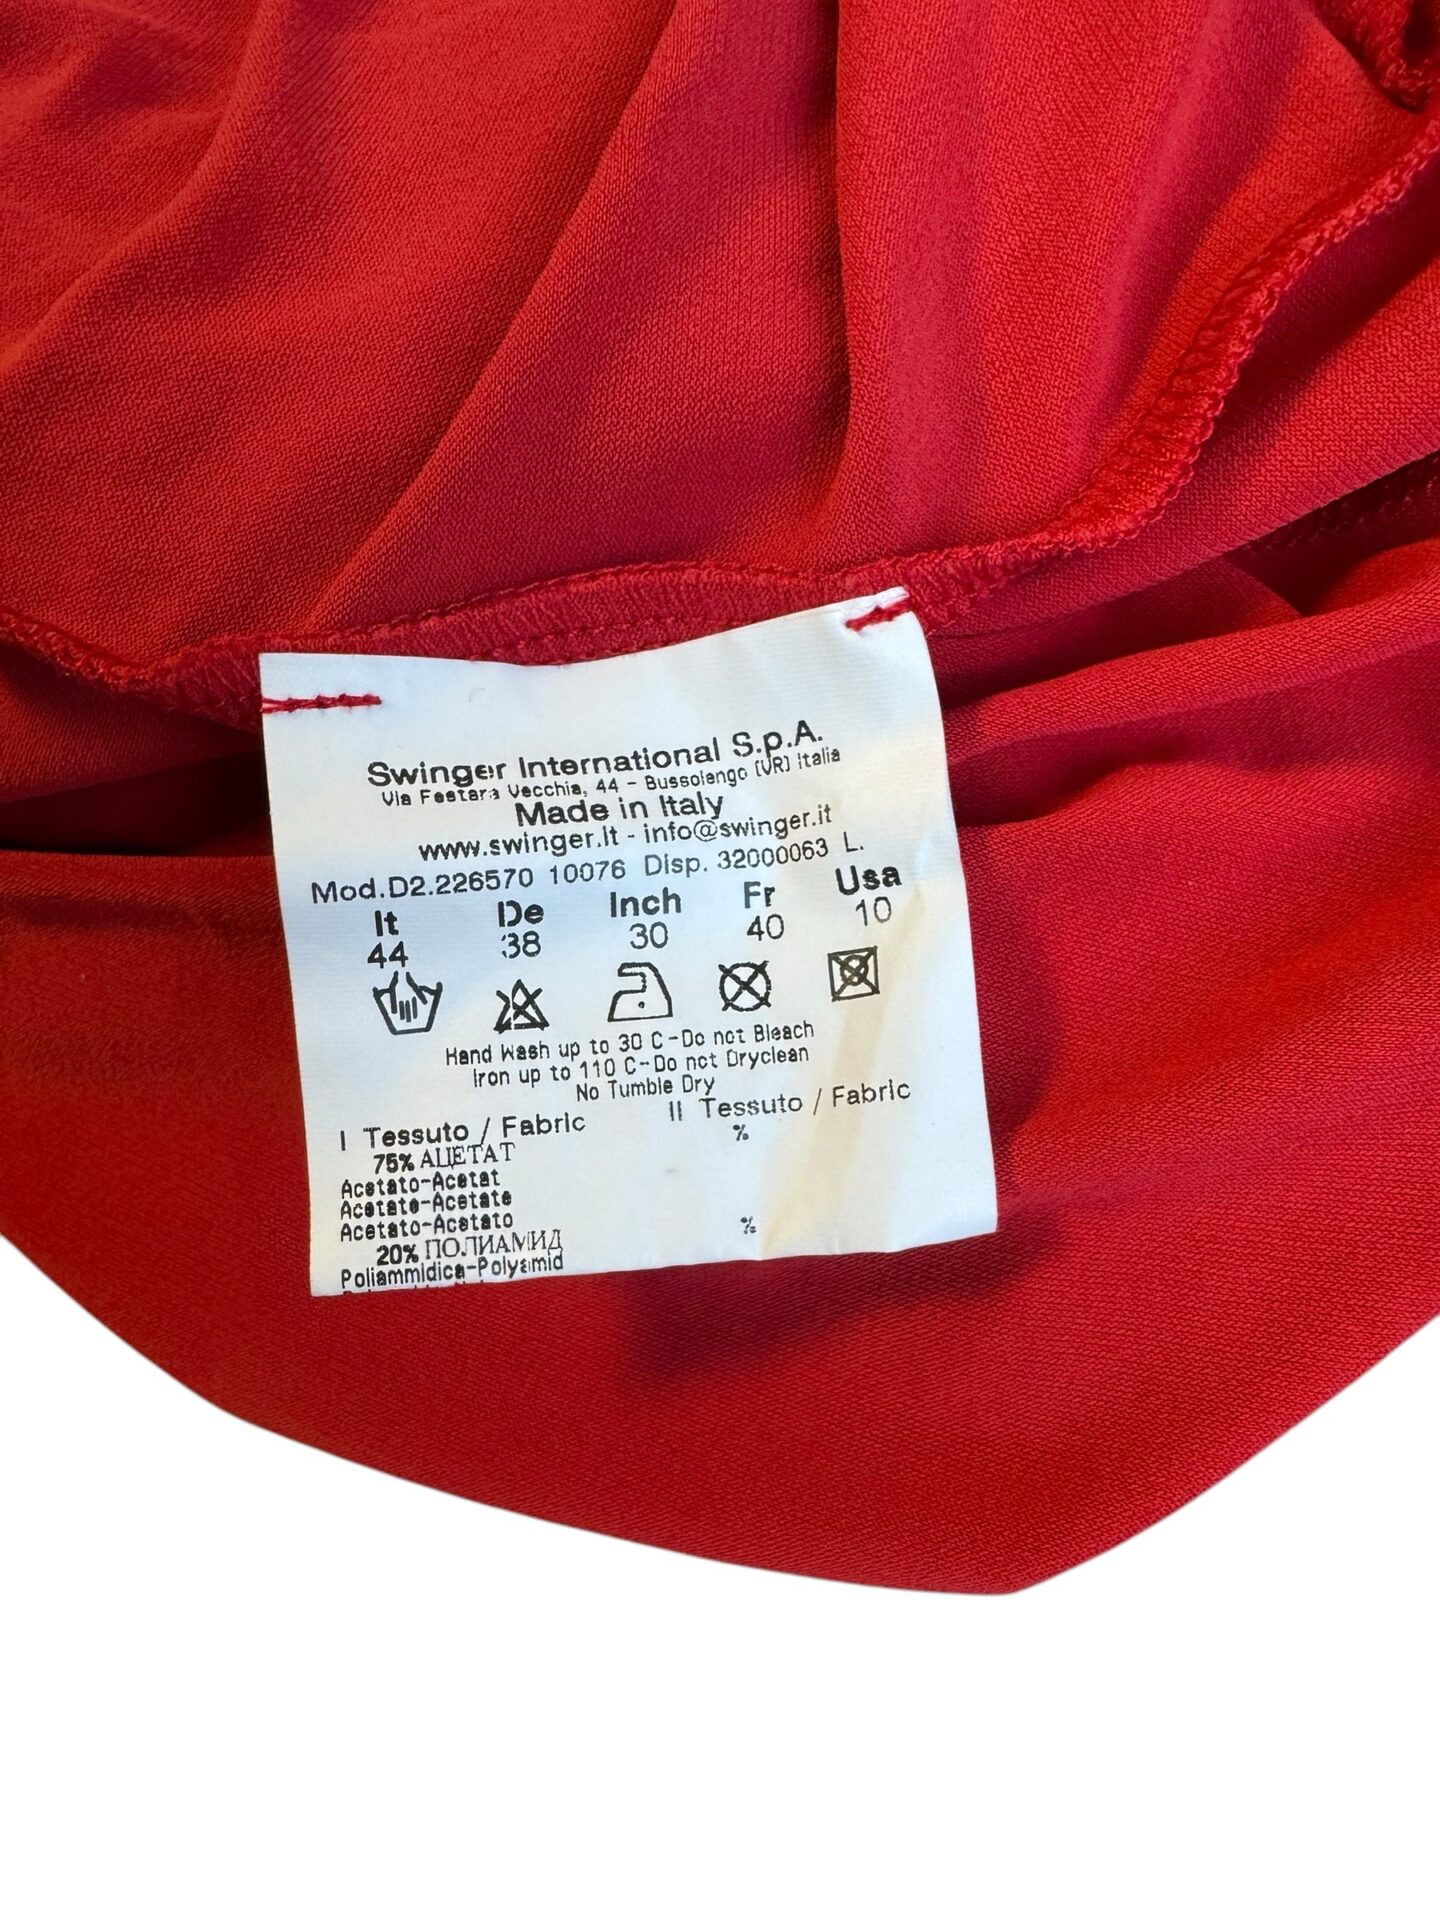 Swinger International S.p.A.
Via Festara Vecchia, 44 - Bussolengo (VR) Italia
Made in Italy
www.swinger.it - info@swinger.it
Mod.D2.226570 10076 Disp. 32000063 L.
It De Inch Fr Usa
44 38 30 40 10
Hand Wash up to 30 C-Do not Bleach
Iron up to 110 C-Do not Dryclean
No Tumble Dry
I Tessuto / Fabric II Tessuto / Fabric
75% АЦЕТАТ %
Acetato-Acetat
Acetate-Acetate
Acetato-Acetato
20% ПОЛИАМИД %
Poliammidica-Polyamid